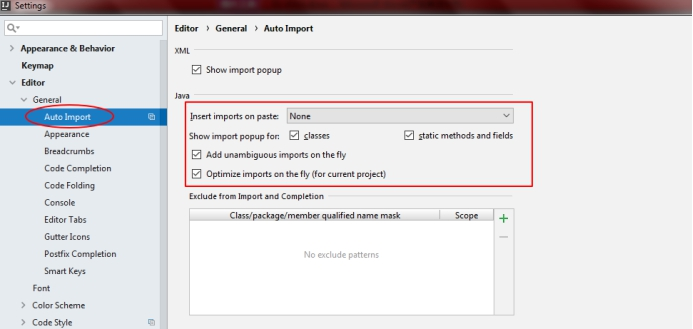 Settings
Editor › General › Auto Import
Appearance & Behavior
Keymap
Editor
General
Auto Import
Appearance
Breadcrumbs
Code Completion
Code Folding
Console
Editor Tabs
Gutter Icons
Postfix Completion
Smart Keys
Font
Color Scheme
Code Style
XML
Show import popup
Java
Insert imports on paste: None
Show import popup for: classes static methods and fields
Add unambiguous imports on the fly
Optimize imports on the fly (for current project)
Exclude from Import and Completion
Class/package/member qualified name mask Scope
No exclude patterns